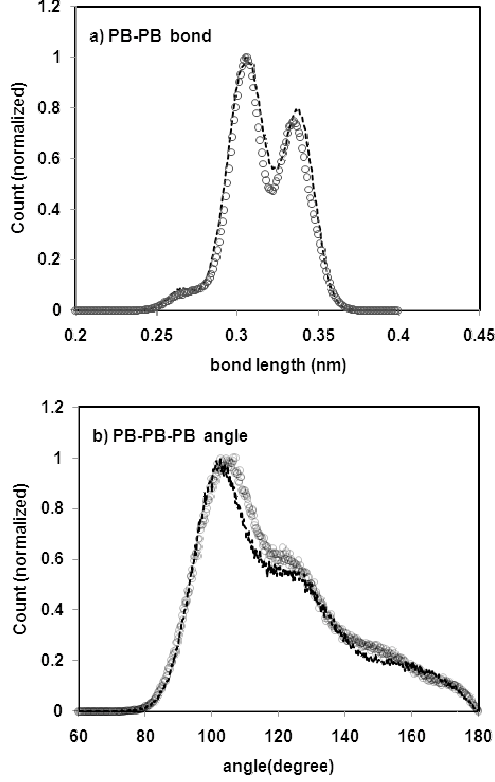 1.2
a) PB-PB bond
1
0.8
0.6
0.4
0.2
0
Count (normalized)
0.2 0.25 0.3 0.35 0.4 0.45
bond length (nm)
1.2
b) PB-PB-PB angle
1
0.8
0.6
0.4
0.2
0
Count (normalized)
60 80 100 120 140 160 180
angle(degree)